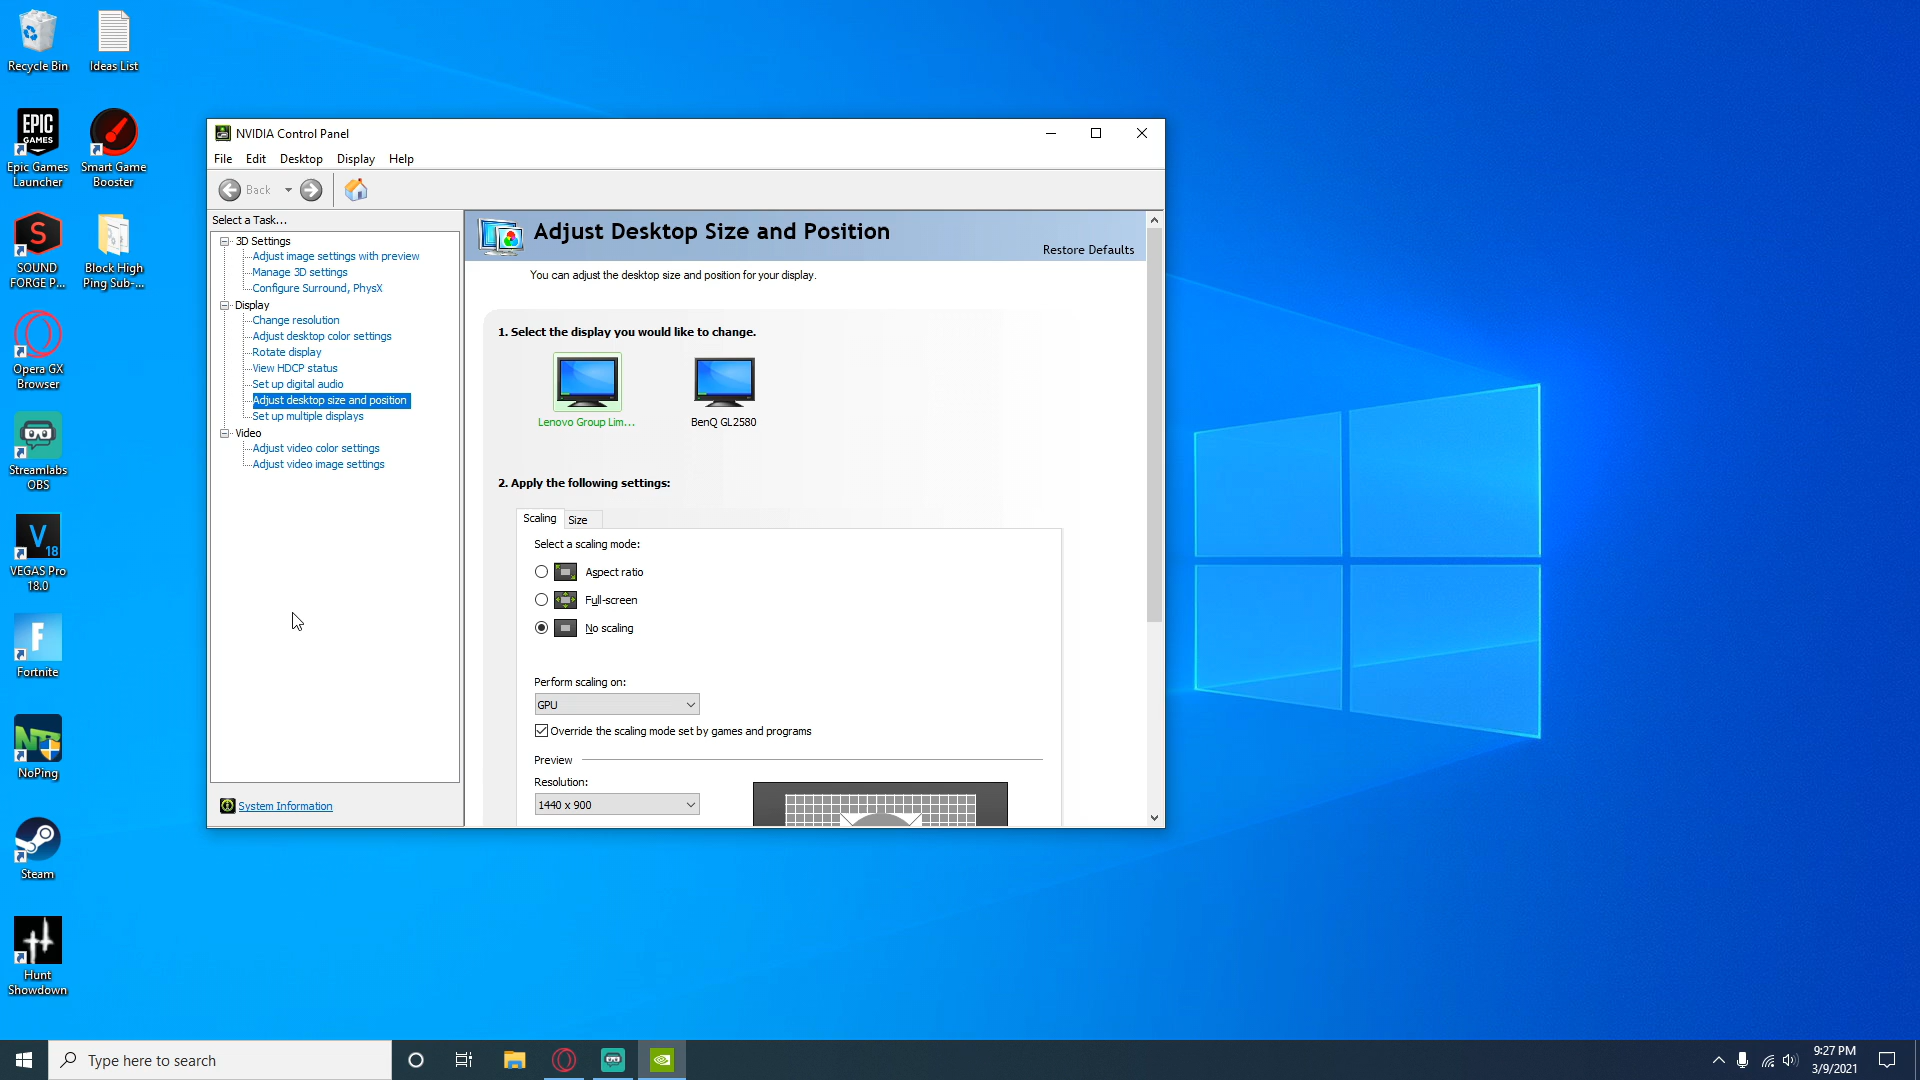 Recycle Bin
Ideas List
EPIC
GAMES
Epic Games
Launcher
Smart Game
Booster
S
SOUND
FORGE P...
Block High
Ping Sub-...
Opera GX
Browser
Streamlabs
OBS
V
18
VEGAS Pro
18.0
F
Fortnite
NoPing
Steam
Hunt
Showdown
NVIDIA Control Panel
File Edit Desktop Display Help
Back
Select a Task...
3D Settings
Adjust image settings with preview
Manage 3D settings
Configure Surround, PhysX
Display
Change resolution
Adjust desktop color settings
Rotate display
View HDCP status
Set up digital audio
Adjust desktop size and position
Set up multiple displays
Video
Adjust video color settings
Adjust video image settings
System Information
Adjust Desktop Size and Position
Restore Defaults
You can adjust the desktop size and position for your display.
1. Select the display you would like to change.
Lenovo Group Lim...
BenQ GL2580
2. Apply the following settings:
Scaling Size
Select a scaling mode:
Aspect ratio
Full-screen
No scaling
Perform scaling on:
GPU
Override the scaling mode set by games and programs
Preview
Resolution:
1440 x 900
Type here to search
9:27 PM
3/9/2021